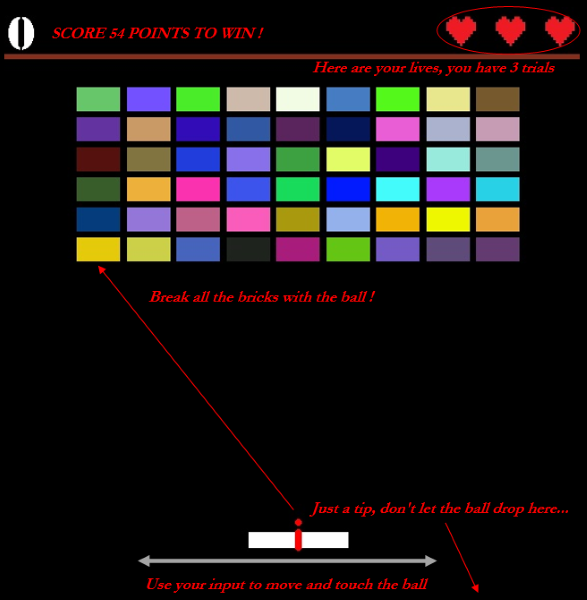 0 SCORE 54 POINTS TO WIN !
Here are your lives, you have 3 trials
Break all the bricks with the ball !
Just a tip, don't let the ball drop here...
Use your input to move and touch the ball